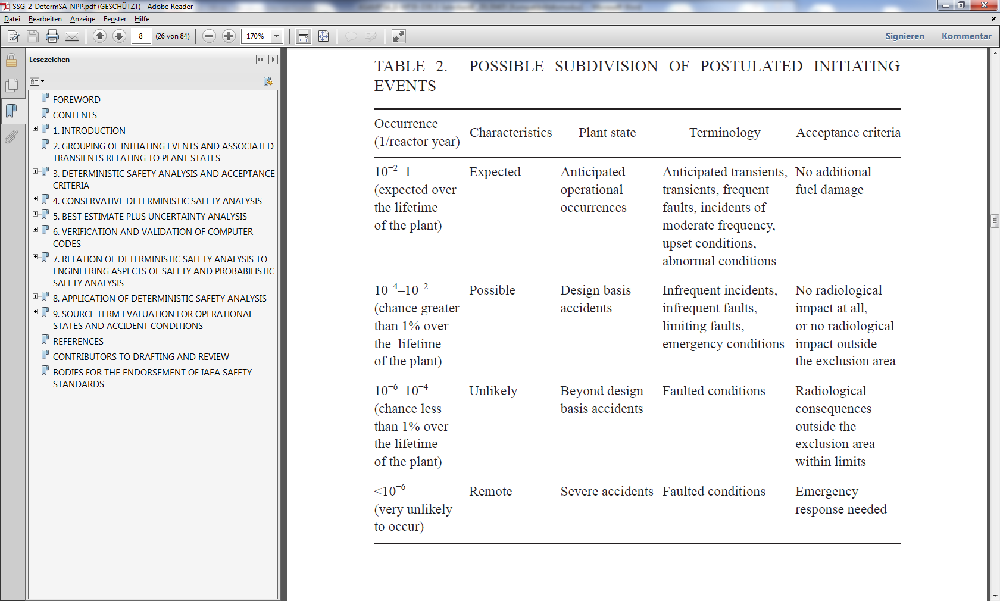 SSG-2_DetermSA_NPP.pdf (GESCHÜTZT) - Adobe Reader
Datei Bearbeiten Anzeige Fenster Hilfe
8 (26 von 84) 170% Signieren Kommentar
Lesezeichen
FOREWORD
CONTENTS
1. INTRODUCTION
2. GROUPING OF INITIATING EVENTS AND ASSOCIATED
TRANSIENTS RELATING TO PLANT STATES
3. DETERMINISTIC SAFETY ANALYSIS AND ACCEPTANCE
CRITERIA
4. CONSERVATIVE DETERMINISTIC SAFETY ANALYSIS
5. BEST ESTIMATE PLUS UNCERTAINTY ANALYSIS
6. VERIFICATION AND VALIDATION OF COMPUTER
CODES
7. RELATION OF DETERMINISTIC SAFETY ANALYSIS TO
ENGINEERING ASPECTS OF SAFETY AND PROBABILISTIC
SAFETY ANALYSIS
8. APPLICATION OF DETERMINISTIC SAFETY ANALYSIS
9. SOURCE TERM EVALUATION FOR OPERATIONAL
STATES AND ACCIDENT CONDITIONS
REFERENCES
CONTRIBUTORS TO DRAFTING AND REVIEW
BODIES FOR THE ENDORSEMENT OF IAEA SAFETY
STANDARDS
TABLE 2. POSSIBLE SUBDIVISION OF POSTULATED INITIATING
EVENTS
Occurrence
(1/reactor year) Characteristics Plant state Terminology Acceptance criteria
10⁻²–1 Expected Anticipated Anticipated transients, No additional
(expected over operational transients, frequent fuel damage
the lifetime occurrences faults, incidents of
of the plant) moderate frequency,
upset conditions,
abnormal conditions
10⁻⁴–10⁻² Possible Design basis Infrequent incidents, No radiological
(chance greater accidents infrequent faults, impact at all,
than 1% over limiting faults, or no radiological
the lifetime emergency conditions impact outside
of the plant) the exclusion area
10⁻⁶–10⁻⁴ Unlikely Beyond design Faulted conditions Radiological
(chance less basis accidents consequences
than 1% over outside the
the lifetime exclusion area
of the plant) within limits
<10⁻⁶ Remote Severe accidents Faulted conditions Emergency
(very unlikely response needed
to occur)